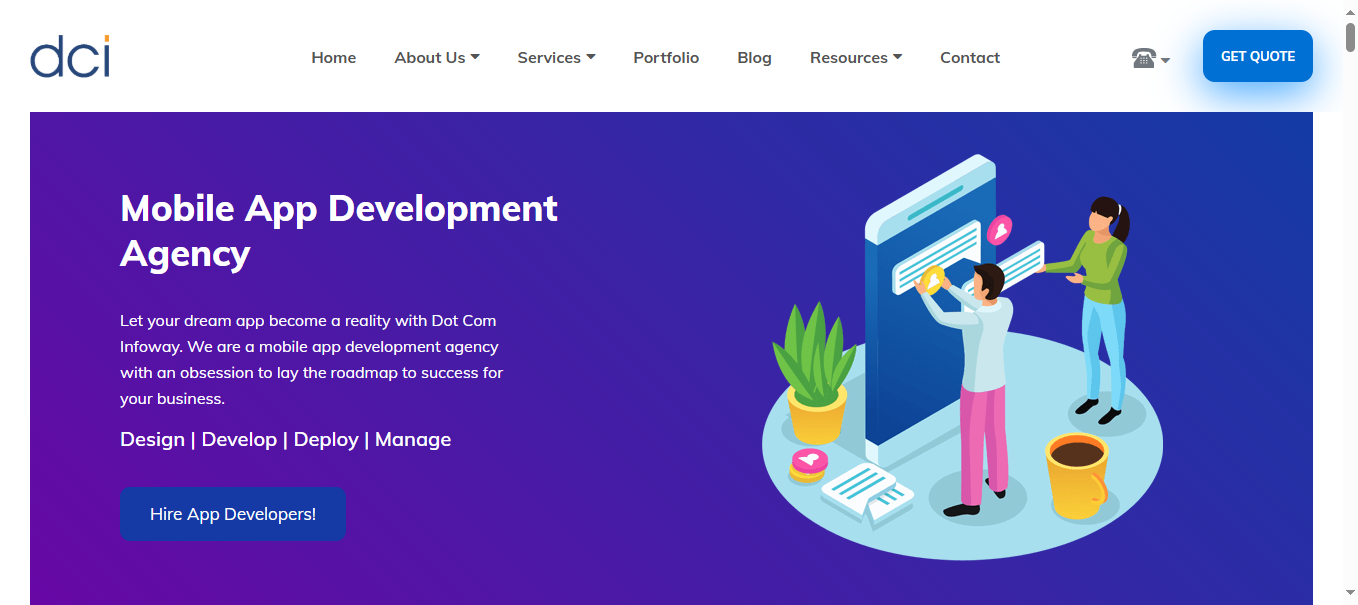 dci
Home About Us Services Portfolio Blog Resources Contact GET QUOTE
Mobile App Development
Agency
Let your dream app become a reality with Dot Com
Infoway. We are a mobile app development agency
with an obsession to lay the roadmap to success for
your business.
Design | Develop | Deploy | Manage
Hire App Developers!